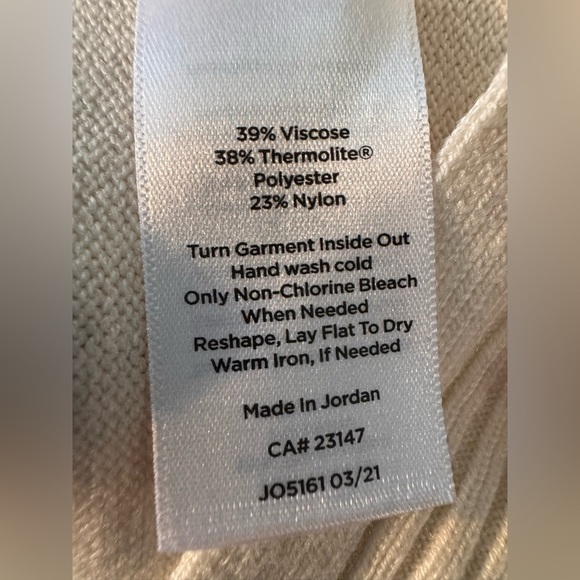 39% Viscose
38% Thermolite®
Polyester
23% Nylon
Turn Garment Inside Out
Hand wash cold
Only Non-Chlorine Bleach
When Needed
Reshape, Lay Flat To Dry
Warm Iron, If Needed
Made In Jordan
CA# 23147
JO5161 03/21